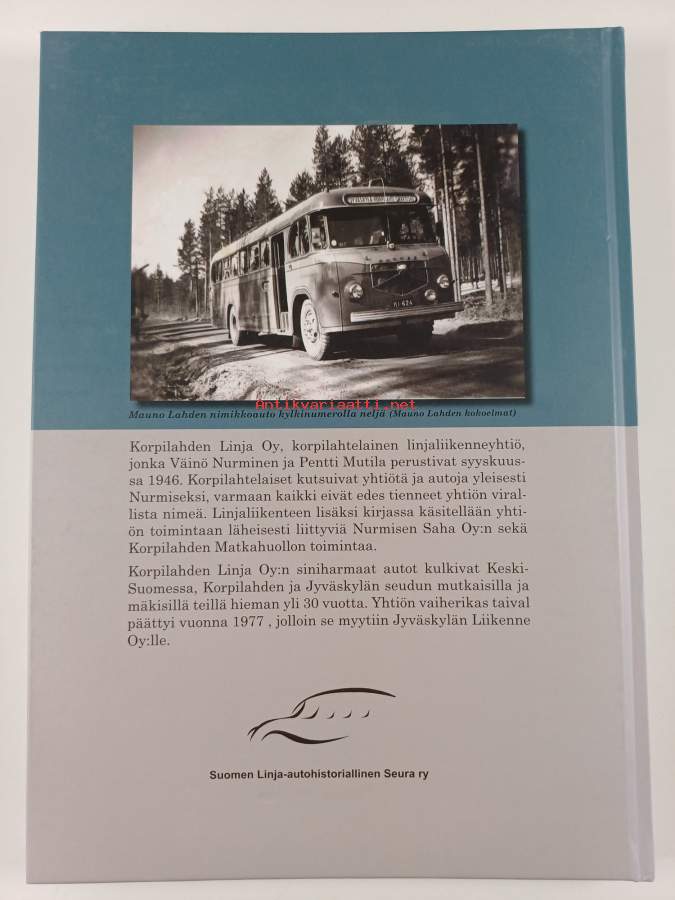 HI-624
Antikvariaatti.net
Mauno Lahden nimikkoauto kylkinumerolla neljä (Mauno Lahden kokoelmat)
Korpilahden Linja Oy, korpilahtelainen linjaliikenneyhtiö,
jonka Väinö Nurminen ja Pentti Mutila perustivat syyskuus-
sa 1946. Korpilahtelaiset kutsuivat yhtiötä ja autoja yleisesti
Nurmiseksi, varmaan kaikki eivät edes tienneet yhtiön viral-
lista nimeä. Linjaliikenteen lisäksi kirjassa käsitellään yhti-
ön toimintaan läheisesti liittyviä Nurmisen Saha Oy:n sekä
Korpilahden Matkahuollon toimintaa.
Korpilahden Linja Oy:n siniharmaat autot kulkivat Keski-
Suomessa, Korpilahden ja Jyväskylän seudun mutkaisilla ja
mäkisillä teillä hieman yli 30 vuotta. Yhtiön vaiherikas taival
päättyi vuonna 1977 , jolloin se myytiin Jyväskylän Liikenne
Oy:lle.
Suomen Linja-autohistoriallinen Seura ry